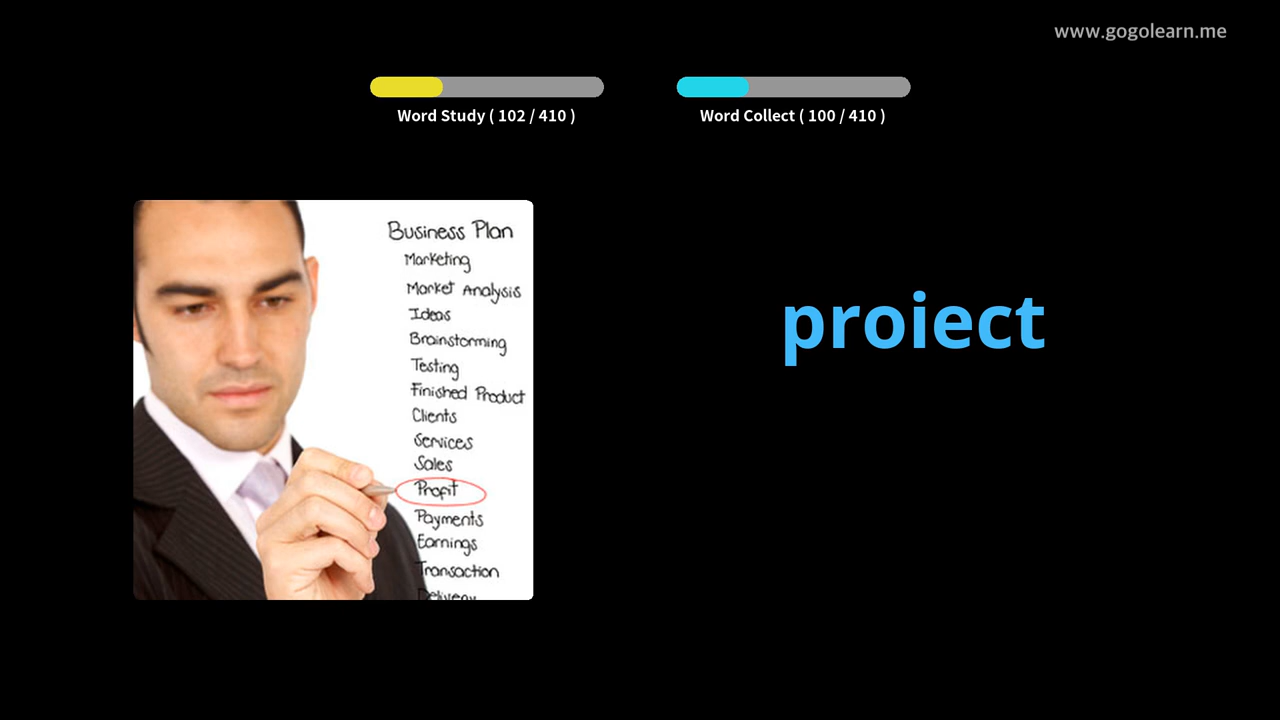 www.gogolearn.me
Word Study ( 102 / 410 )
Word Collect ( 100 / 410 )
Business Plan
Marketing
Market Analysis
Ideas
Brainstorming
Testing
Finished Product
Clients
Services
Sales
Profit
Payments
Earnings
Transaction
Delivery
proiect